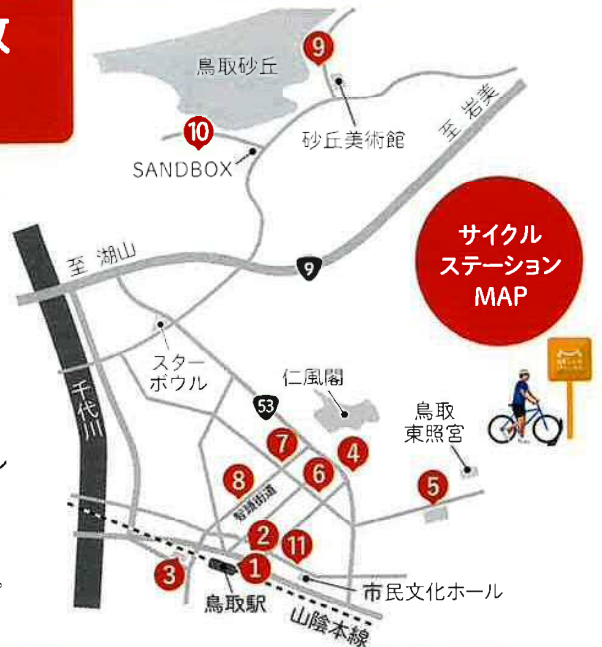 鳥取砂丘
9
10
砂丘美術館
SANDBOX
至 岩美
サイクル
ステーション
MAP
至 湖山
9
スター
ボウル
仁風閣
千代川
53
鳥取
東照宮
7
4
6
8
5
智頭街道
2
11
1
3
鳥取駅
市民文化ホール
山陰本線